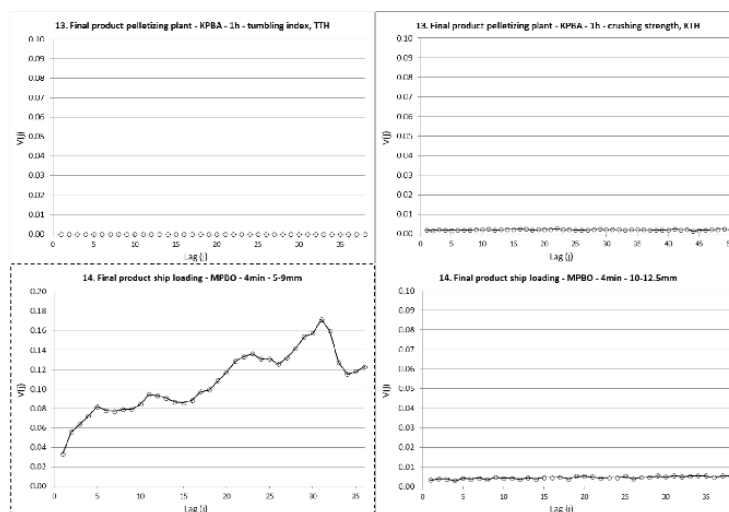 13. Final product pelletizing plant - KPBA - 1h - tumbling index, TTH
0.10
0.09
0.08
0.07
0.06
0.05
0.04
0.03
0.02
0.01
0.00
V(j)
0 5 10 15 20 25 30 35
Lag (j)
13. Final product pelletizing plant - KPBA - 1h - crushing strength, KTH
0.10
0.09
0.08
0.07
0.06
0.05
0.04
0.03
0.02
0.01
0.00
V(j)
0 5 10 15 20 25 30 35 40 45 50
Lag (j)
14. Final product ship loading - MPBO - 4min - 5-9mm
0.20
0.18
0.16
0.14
0.12
0.10
0.08
0.06
0.04
0.02
0.00
V(j)
0 5 10 15 20 25 30 35
Lag (j)
14. Final product ship loading - MPBO - 4min - 10-12.5mm
0.10
0.09
0.08
0.07
0.06
0.05
0.04
0.03
0.02
0.01
0.00
V(j)
0 5 10 15 20 25 30 35
Lag (j)